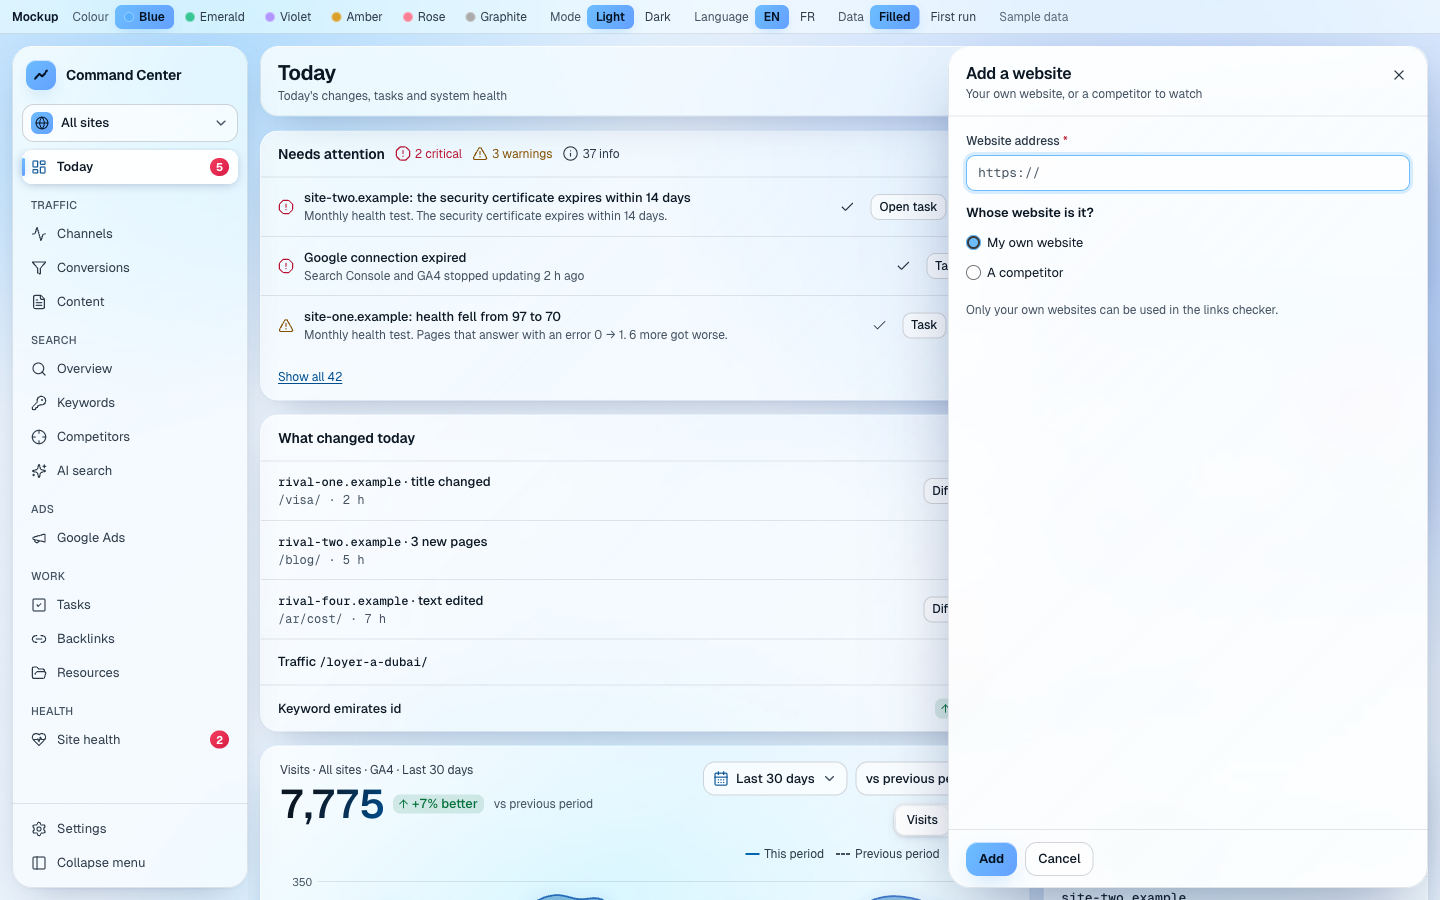 Mockup Colour Blue Emerald Violet Amber Rose Graphite Mode Light Dark Language EN FR Data Filled First run Sample data
Command Center
All sites
Today 5
TRAFFIC
Channels
Conversions
Content
SEARCH
Overview
Keywords
Competitors
AI search
ADS
Google Ads
WORK
Tasks
Backlinks
Resources
HEALTH
Site health 2
Settings
Collapse menu
Today
Today's changes, tasks and system health
Needs attention 2 critical 3 warnings 37 info
site-two.example: the security certificate expires within 14 days
Monthly health test. The security certificate expires within 14 days.
Open task
Google connection expired
Search Console and GA4 stopped updating 2 h ago
Ta
site-one.example: health fell from 97 to 70
Monthly health test. Pages that answer with an error 0 → 1. 6 more got worse.
Task
Show all 42
What changed today
rival-one.example · title changed
/visa/ · 2 h
Dif
rival-two.example · 3 new pages
/blog/ · 5 h
rival-four.example · text edited
/ar/cost/ · 7 h
Dif
Traffic /loyer-a-dubai/
Keyword emirates id
↑
Visits · All sites · GA4 · Last 30 days
7,775 ↑ +7% better vs previous period
Last 30 days
vs previous pe
Visits
This period Previous period
350
site-two.example
Add a website
Your own website, or a competitor to watch
Website address *
https://
Whose website is it?
My own website
A competitor
Only your own websites can be used in the links checker.
Add Cancel